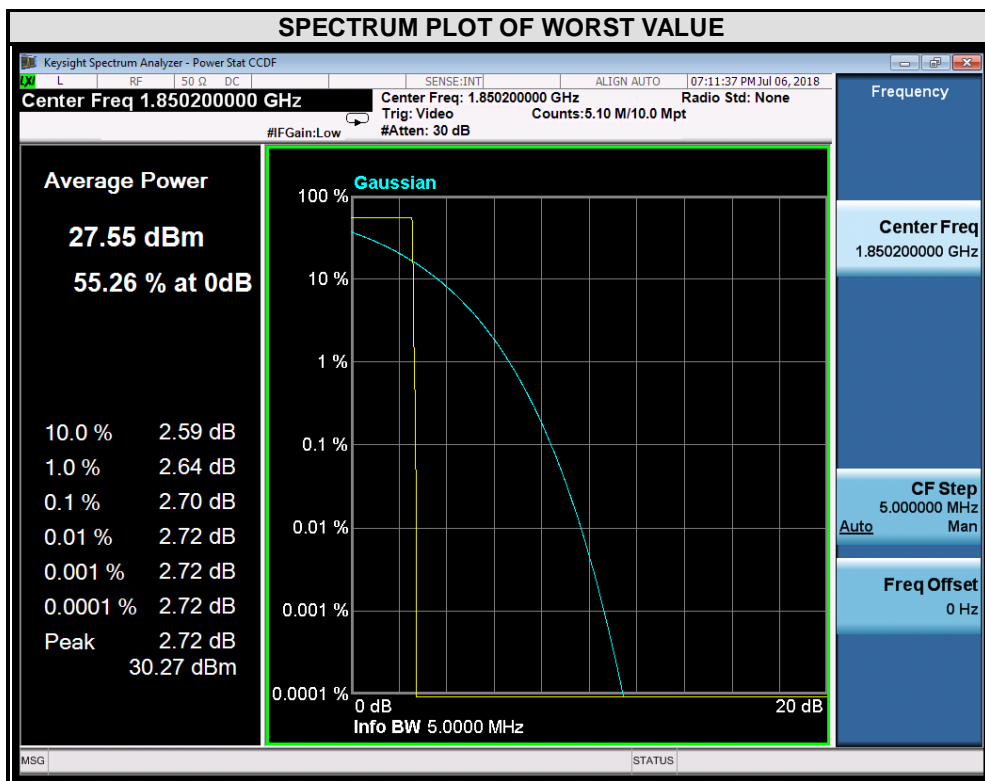 SPECTRUM PLOT OF WORST VALUE
Keysight Spectrum Analyzer - Power Stat CCDF
LXI L RF 50 Ω DC SENSE:INT ALIGN AUTO 07:11:37 PM Jul 06, 2018
Center Freq 1.850200000 GHz
Center Freq: 1.850200000 GHz Radio Std: None
Trig: Video Counts:5.10 M/10.0 Mpt
#IFGain:Low #Atten: 30 dB
Average Power
27.55 dBm
55.26 % at 0dB
10.0 % 2.59 dB
1.0 % 2.64 dB
0.1 % 2.70 dB
0.01 % 2.72 dB
0.001 % 2.72 dB
0.0001 % 2.72 dB
Peak 2.72 dB
30.27 dBm
Gaussian
100 %
10 %
1 %
0.1 %
0.01 %
0.001 %
0.0001 %
0 dB 20 dB
Info BW 5.0000 MHz
Frequency
Center Freq
1.850200000 GHz
CF Step
5.000000 MHz
Auto Man
Freq Offset
0 Hz
MSG STATUS